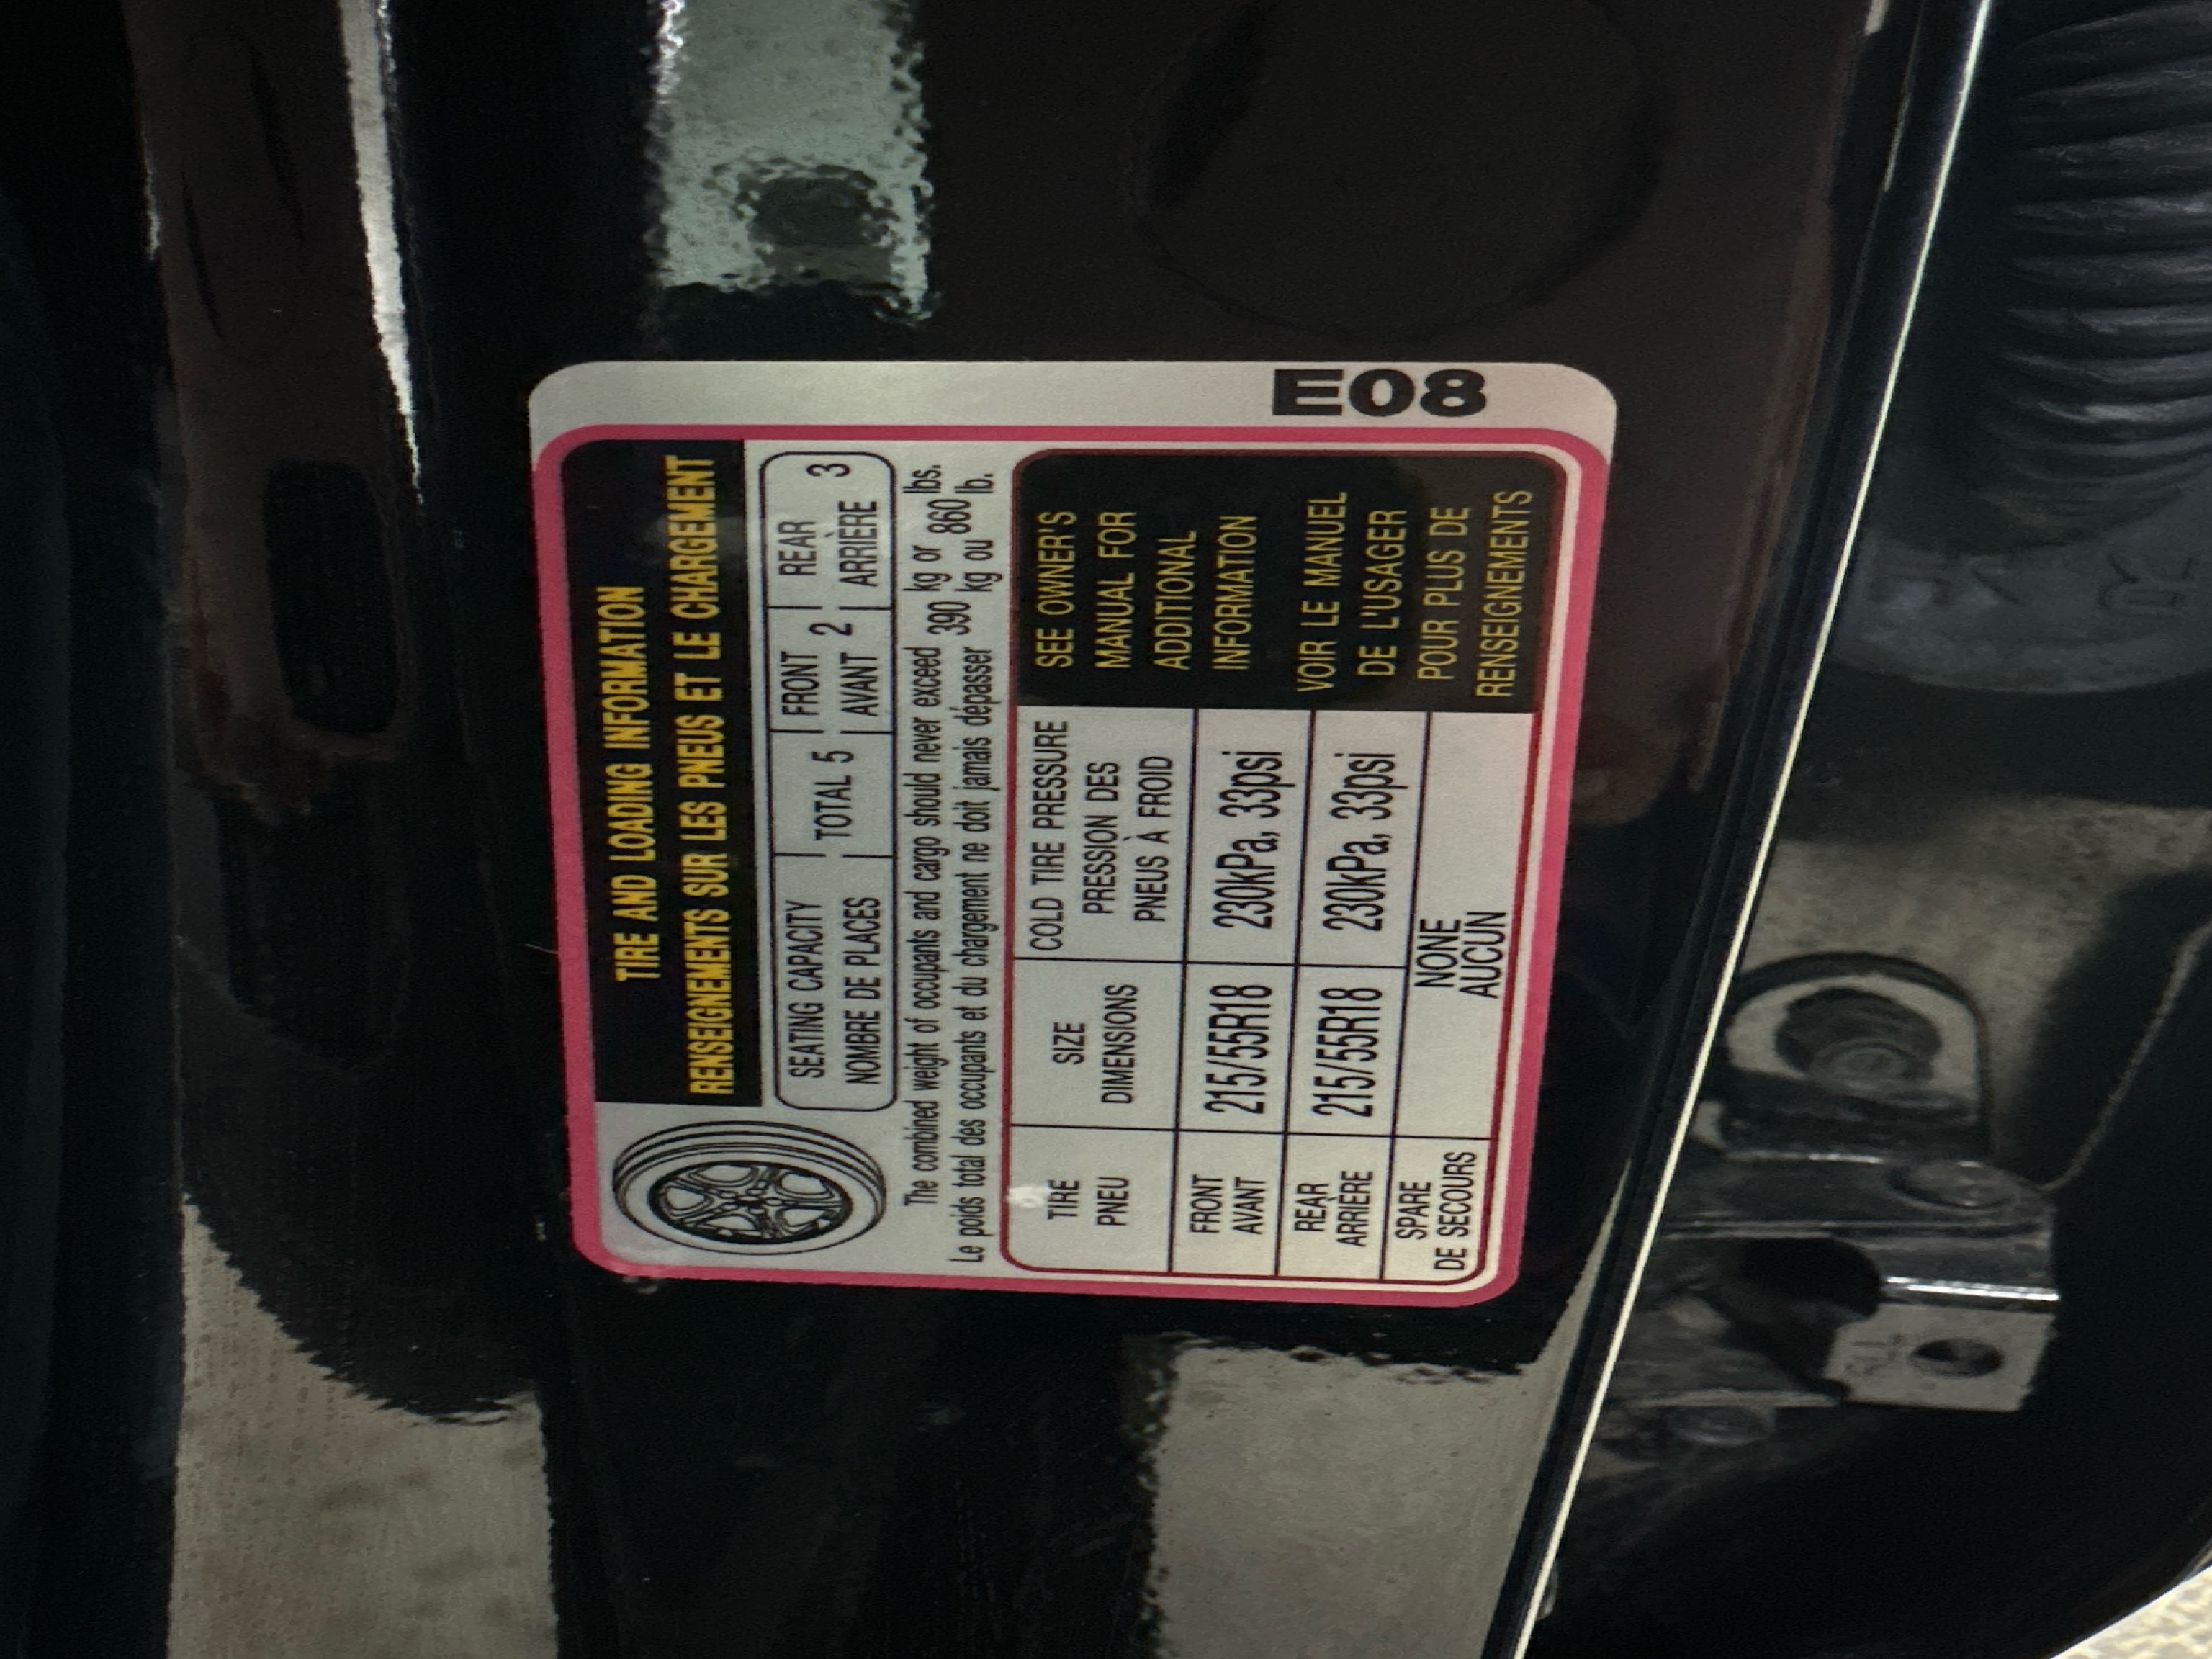 TIRE AND LOADING INFORMATION
RENSEIGNEMENTS SUR LES PNEUS ET LE CHARGEMENT
SEATING CAPACITY
NOMBRE DE PLACES
TOTAL 5
FRONT
AVANT 2
REAR
ARRIÈRE 3
The combined weight of occupants and cargo should never exceed 390 kg or 860 lbs.
Le poids total des occupants et du chargement ne doit jamais dépasser 390 kg ou 860 lb.
TIRE
PNEU
SIZE
DIMENSIONS
COLD TIRE PRESSURE
PRESSION DES
PNEUS À FROID
FRONT
AVANT
215/55R18
230kPa, 33psi
REAR
ARRIERE
215/55R18
230kPa, 33psi
SPARE
DE SECOURS
NONE
AUCUN
SEE OWNER'S
MANUAL FOR
ADDITIONAL
INFORMATION
VOIR LE MANUEL
DE L'USAGER
POUR PLUS DE
RENSEIGNEMENTS
E08